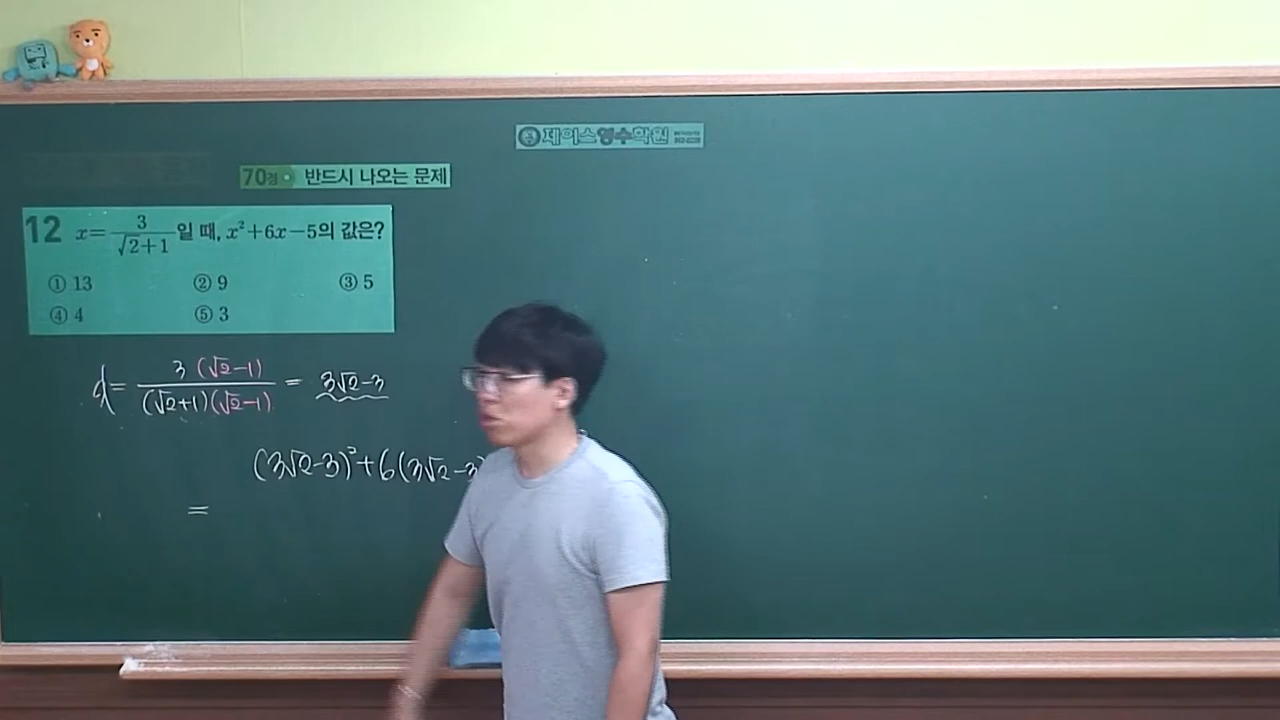 제이스영수학원
70점 반드시 나오는 문제
12 x=3/(√2+1) 일 때, x²+6x-5의 값은?
① 13 ② 9 ③ 5
④ 4 ⑤ 3
x= 3(√2-1)/(√2+1)(√2-1) = 3√2-3
(3√2-3)²+6(3√2-3
=